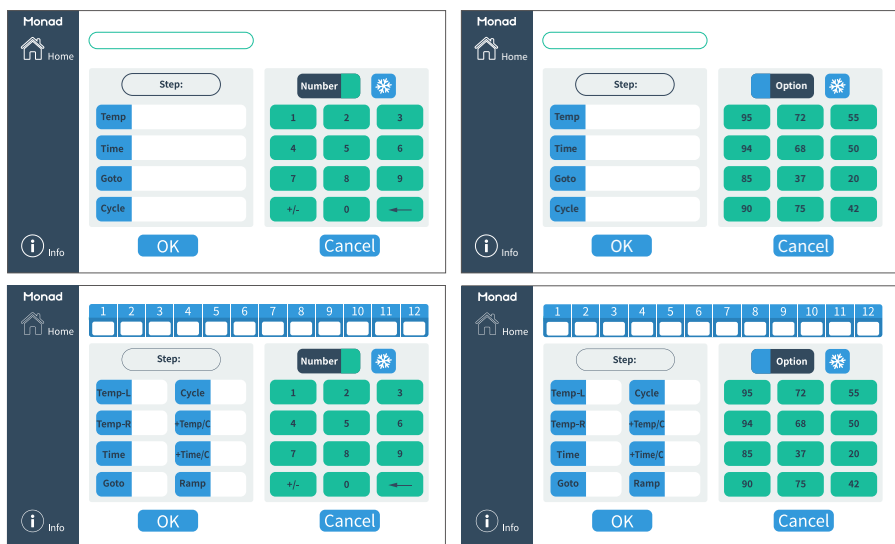 Monad
Home
Step:
Number
Temp
1 2 3
Time
4 5 6
Goto
7 8 9
Cycle
+/- 0
Info
OK
Cancel
Monad
Home
Step:
Option
Temp
95 72 55
Time
94 68 50
Goto
85 37 20
Cycle
90 75 42
Info
OK
Cancel
Monad
1 2 3 4 5 6 7 8 9 10 11 12
Home
Step:
Number
Temp-L Cycle
1 2 3
Temp-R +Temp/C
4 5 6
Time +Time/C
7 8 9
Goto Ramp
+/- 0
Info
OK
Cancel
Monad
1 2 3 4 5 6 7 8 9 10 11 12
Home
Step:
Option
Temp-L Cycle
95 72 55
Temp-R +Temp/C
94 68 50
Time +Time/C
85 37 20
Goto Ramp
90 75 42
Info
OK
Cancel